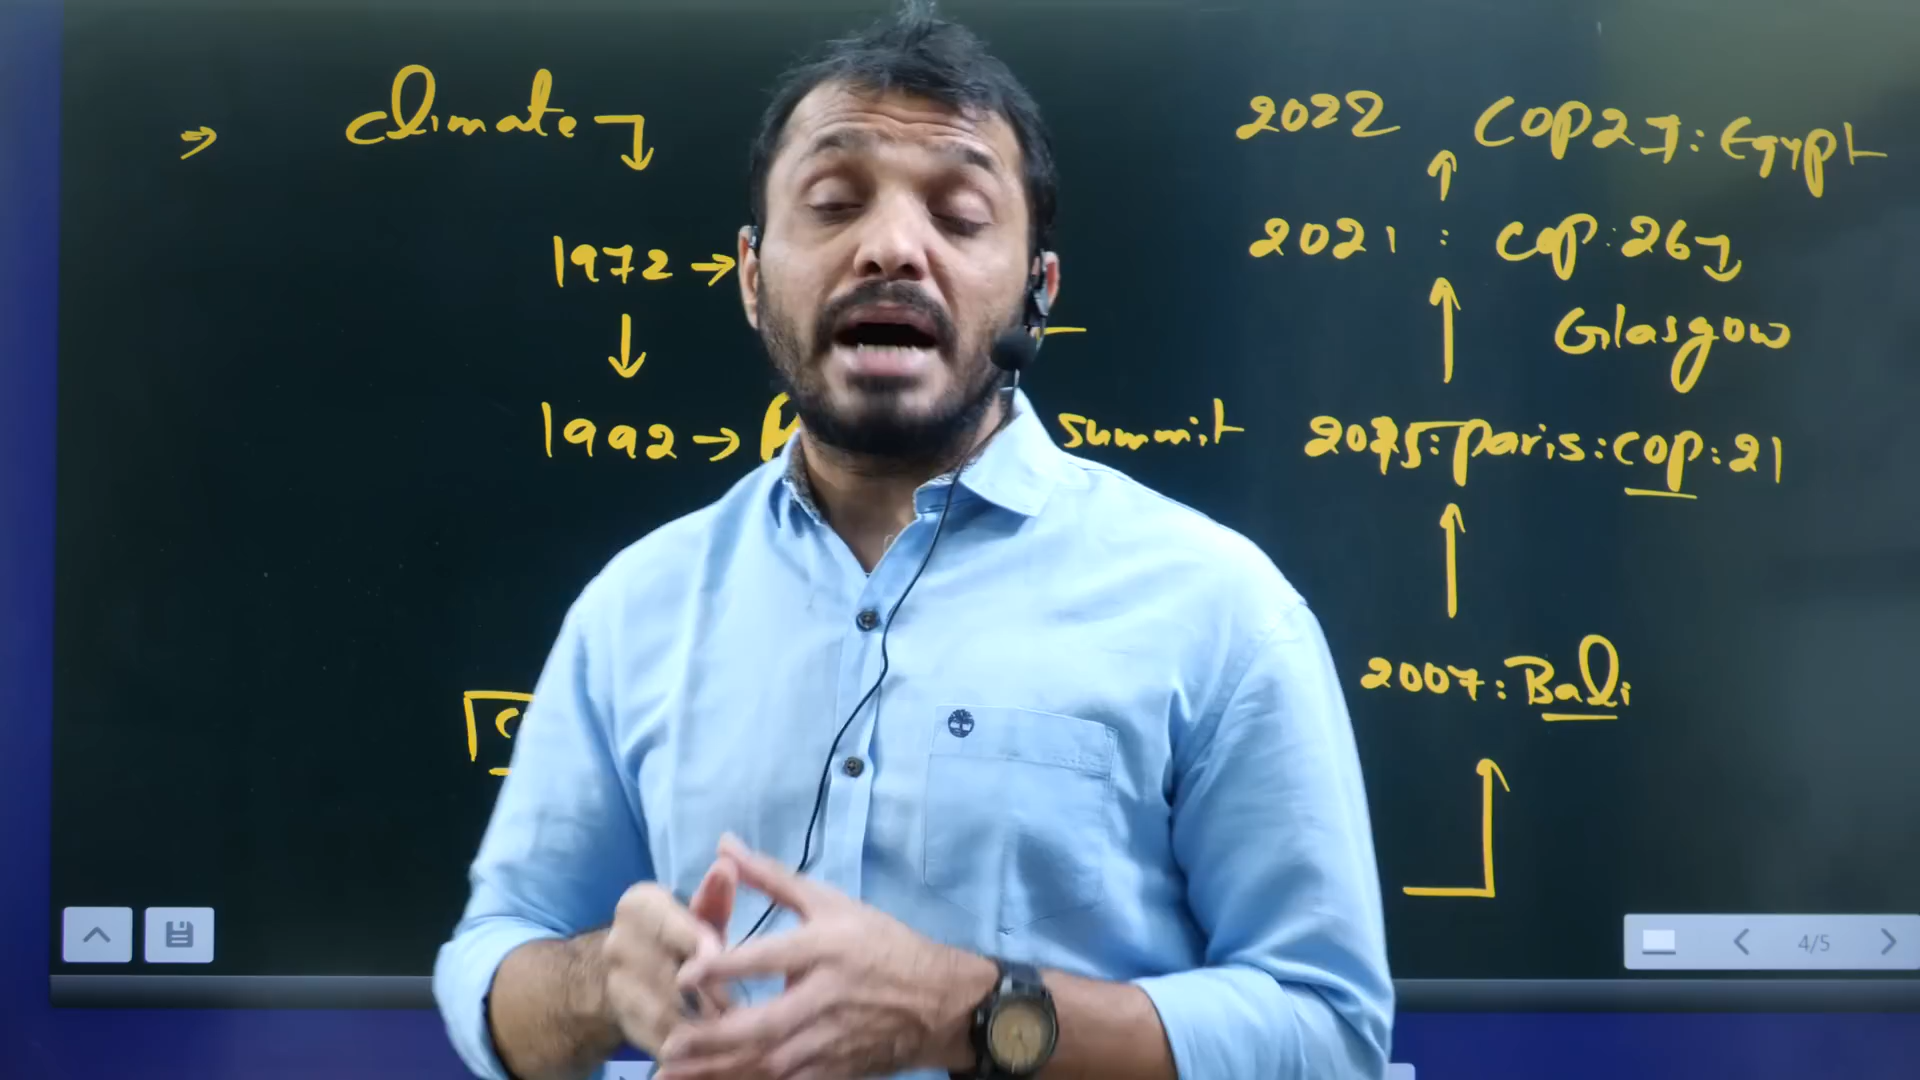 ⇒ climate
1972 →
1992 → summit
2022 COP27: Egypt
2021 : COP: 26
Glasgow
2015: Paris: COP: 21
2007: Bali
4/5